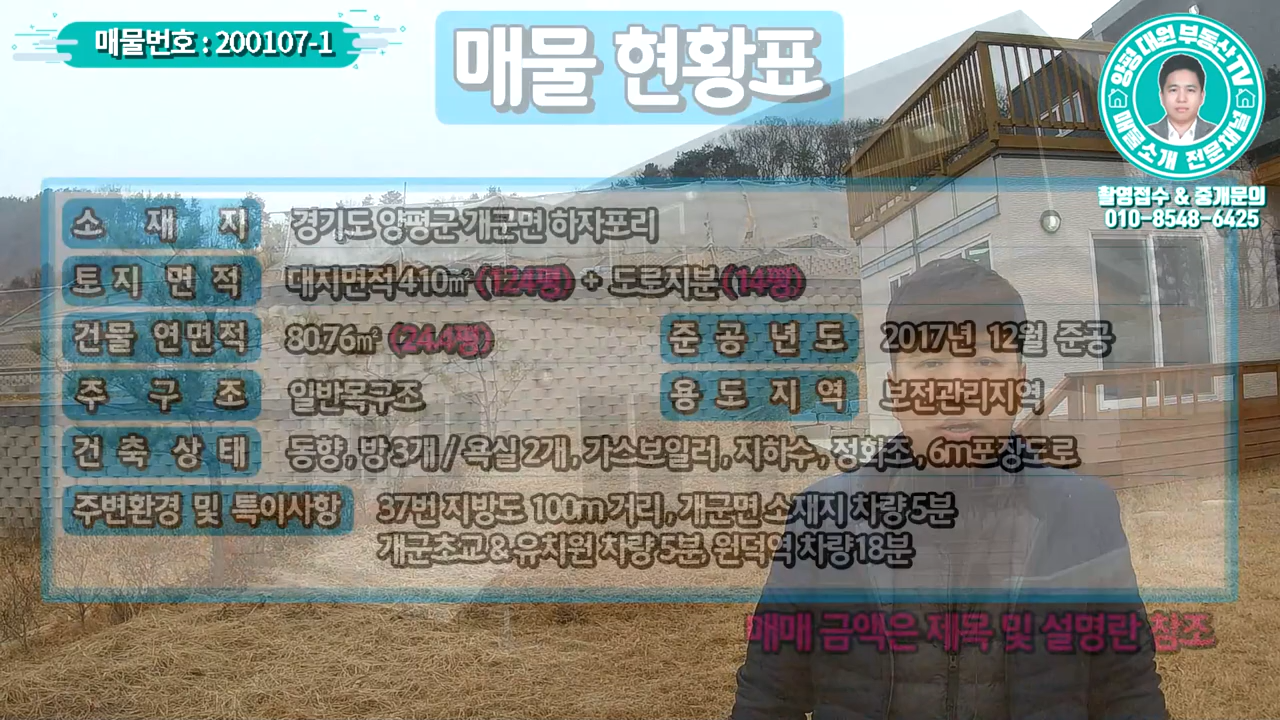 매물번호 : 200107-1
매물 현황표
양평 대원 부동산TV
매물소개 전문채널
촬영접수 & 중개문의
010-8548-6425
소 재 지 경기도 양평군 개군면 하자포리
토지 면적 대지면적 410㎡ (124평) + 도로지분 (14평)
건물 연면적 80.76㎡ (24.4평) 준공년도 2017년 12월 준공
주 구 조 일반목구조 용도지역 보전관리지역
건축상태 동향, 방 3개 / 욕실 2개, 가스보일러, 지하수, 정화조, 6m포장도로
주변환경 및 특이사항 37번 지방도 100m 거리, 개군면 소재지 차량 5분
개군초교 & 유치원 차량 5분, 원덕역 차량 18분
매매 금액은 제목 및 설명란 참조